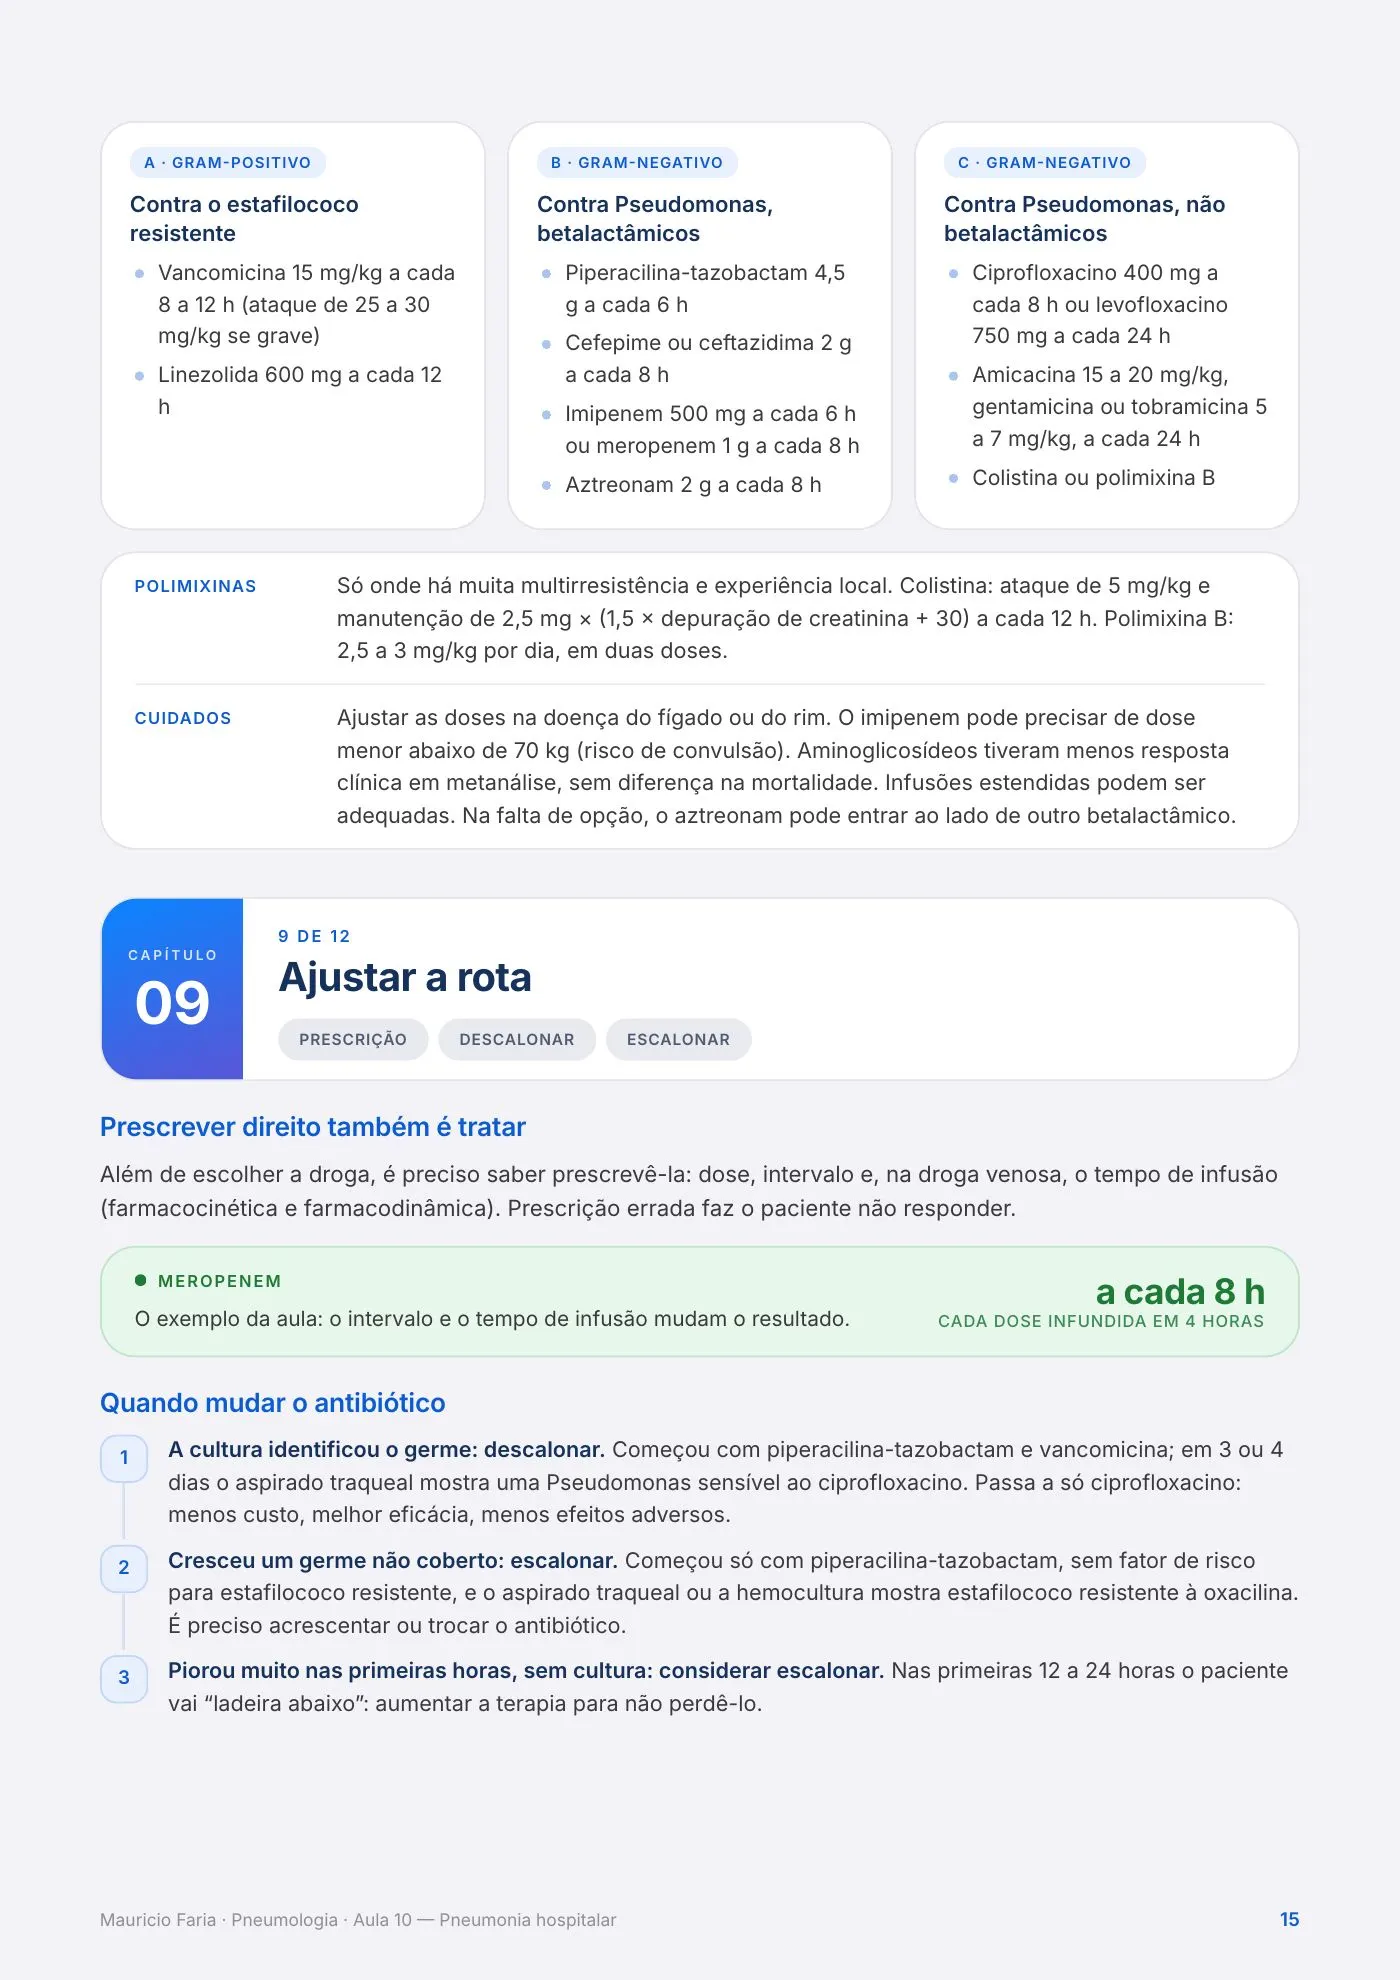 A · GRAM-POSITIVO
Contra o estafilococo
resistente
Vancomicina 15 mg/kg a cada
8 a 12 h (ataque de 25 a 30
mg/kg se grave)
Linezolida 600 mg a cada 12
h
B · GRAM-NEGATIVO
Contra Pseudomonas,
betalactâmicos
Piperacilina-tazobactam 4,5
g a cada 6 h
Cefepime ou ceftazidima 2 g
a cada 8 h
Imipenem 500 mg a cada 6 h
ou meropenem 1 g a cada 8 h
Aztreonam 2 g a cada 8 h
C · GRAM-NEGATIVO
Contra Pseudomonas, não
betalactâmicos
Ciprofloxacino 400 mg a
cada 8 h ou levofloxacino
750 mg a cada 24 h
Amicacina 15 a 20 mg/kg,
gentamicina ou tobramicina 5
a 7 mg/kg, a cada 24 h
Colistina ou polimixina B
POLIMIXINAS
Só onde há muita multirresistência e experiência local. Colistina: ataque de 5 mg/kg e
manutenção de 2,5 mg × (1,5 × depuração de creatinina + 30) a cada 12 h. Polimixina B:
2,5 a 3 mg/kg por dia, em duas doses.
CUIDADOS
Ajustar as doses na doença do fígado ou do rim. O imipenem pode precisar de dose
menor abaixo de 70 kg (risco de convulsão). Aminoglicosídeos tiveram menos resposta
clínica em metanálise, sem diferença na mortalidade. Infusões estendidas podem ser
adequadas. Na falta de opção, o aztreonam pode entrar ao lado de outro betalactâmico.
CAPÍTULO
09
9 DE 12
Ajustar a rota
PRESCRIÇÃO
DESCALONAR
ESCALONAR
Prescrever direito também é tratar
Além de escolher a droga, é preciso saber prescrevê-la: dose, intervalo e, na droga venosa, o tempo de infusão
(farmacocinética e farmacodinâmica). Prescrição errada faz o paciente não responder.
MEROPENEM
O exemplo da aula: o intervalo e o tempo de infusão mudam o resultado.
a cada 8 h
CADA DOSE INFUNDIDA EM 4 HORAS
Quando mudar o antibiótico
1
A cultura identificou o germe: descalonar. Começou com piperacilina-tazobactam e vancomicina; em 3 ou 4
dias o aspirado traqueal mostra uma Pseudomonas sensível ao ciprofloxacino. Passa a só ciprofloxacino:
menos custo, melhor eficácia, menos efeitos adversos.
2
Cresceu um germe não coberto: escalonar. Começou só com piperacilina-tazobactam, sem fator de risco
para estafilococo resistente, e o aspirado traqueal ou a hemocultura mostra estafilococo resistente à oxacilina.
É preciso acrescentar ou trocar o antibiótico.
3
Piorou muito nas primeiras horas, sem cultura: considerar escalonar. Nas primeiras 12 a 24 horas o paciente
vai “ladeira abaixo”: aumentar a terapia para não perdê-lo.
Mauricio Faria · Pneumologia · Aula 10 — Pneumonia hospitalar
15